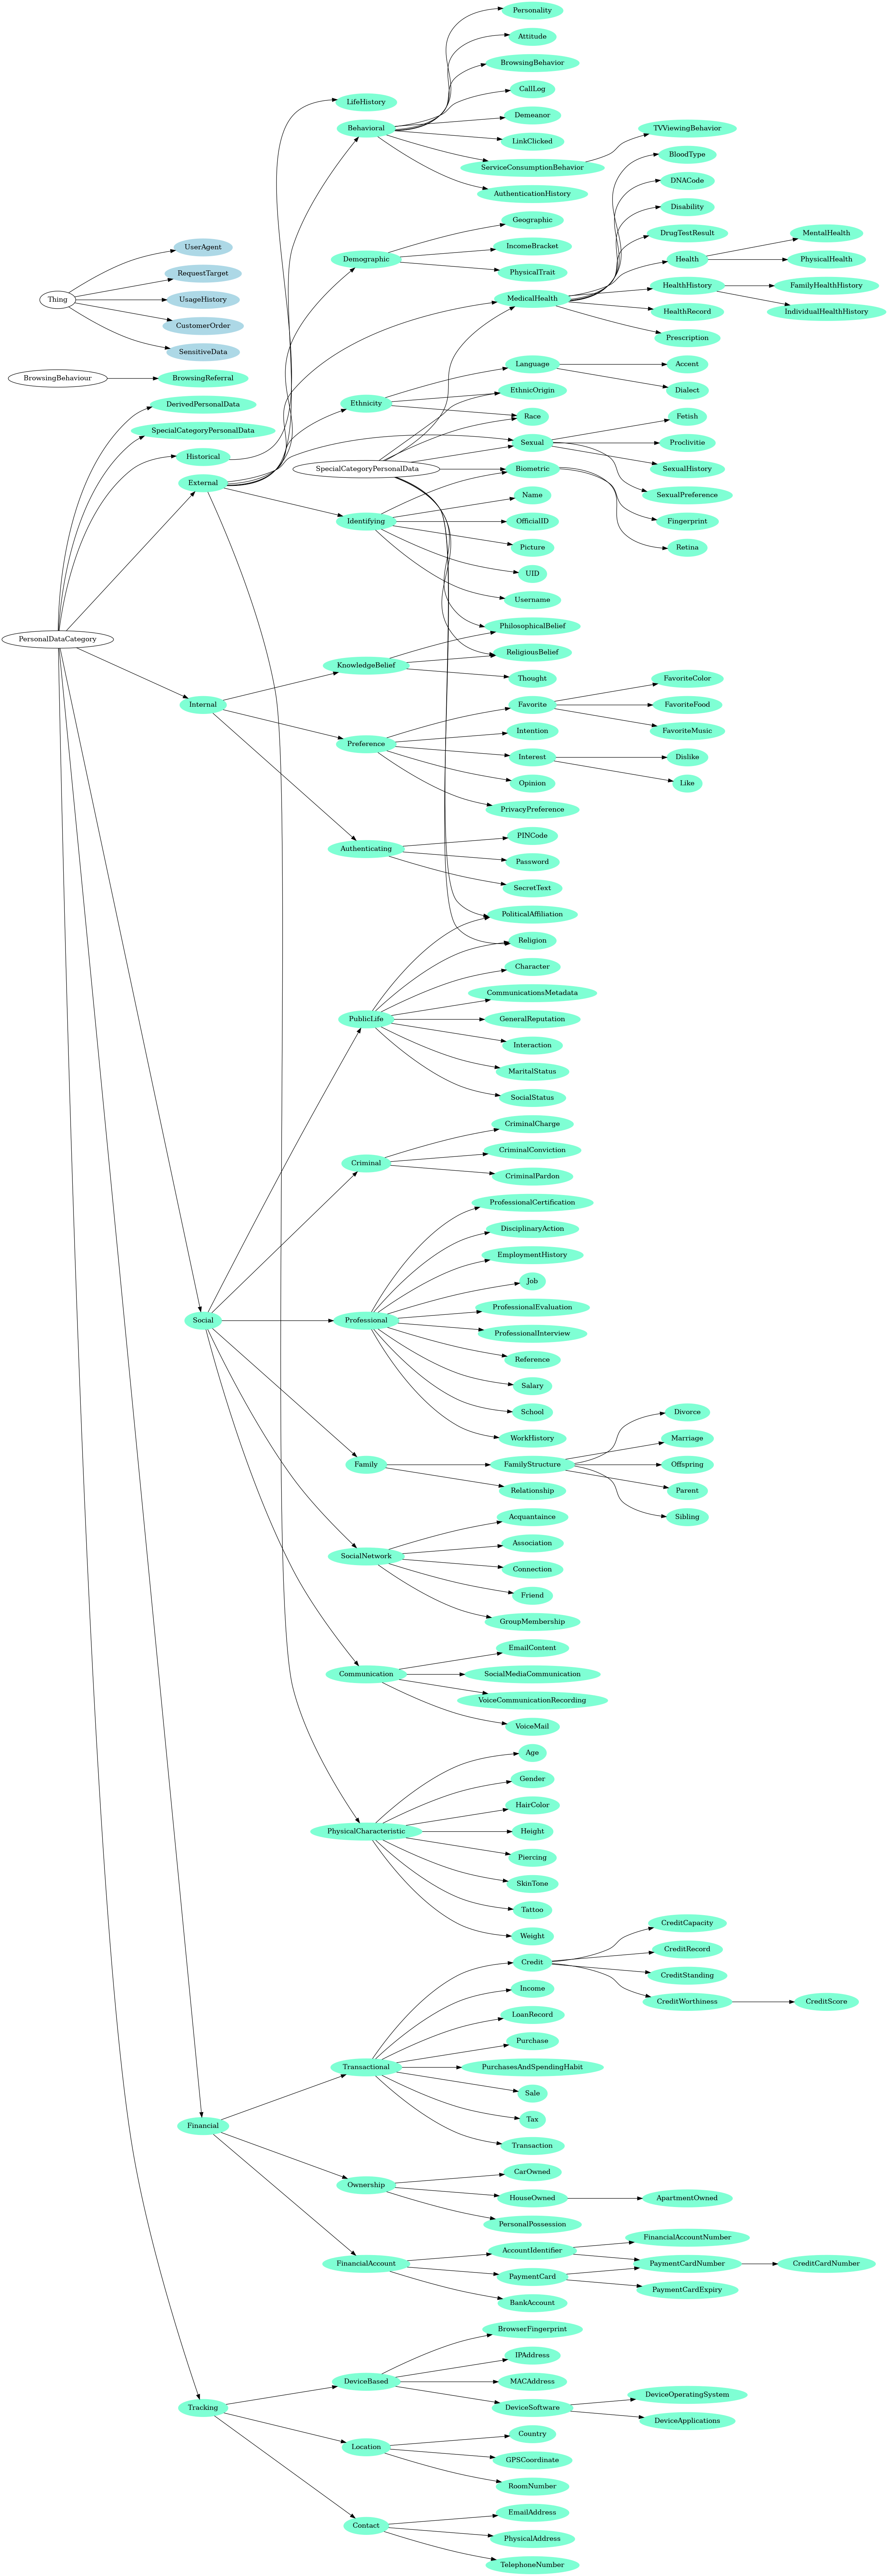 Personality
Attitude
BrowsingBehavior
CallLog
LifeHistory
Demeanor
Behavioral
TVViewingBehavior
LinkClicked
BloodType
ServiceConsumptionBehavior
DNACode
AuthenticationHistory
Disability
Geographic
DrugTestResult
MentalHealth
UserAgent
IncomeBracket
Demographic
Health
PhysicalHealth
RequestTarget
PhysicalTrait
HealthHistory
FamilyHealthHistory
Thing
UsageHistory
MedicalHealth
HealthRecord
IndividualHealthHistory
CustomerOrder
Prescription
SensitiveData
Language
Accent
BrowsingBehaviour
BrowsingReferral
EthnicOrigin
Dialect
DerivedPersonalData
Ethnicity
Race
Fetish
SpecialCategoryPersonalData
Sexual
Proclivitie
Historical
SpecialCategoryPersonalData
Biometric
SexualHistory
External
Name
SexualPreference
Identifying
OfficialID
Fingerprint
Picture
Retina
UID
Username
PhilosophicalBelief
PersonalDataCategory
ReligiousBelief
KnowledgeBelief
Thought
FavoriteColor
Internal
Favorite
FavoriteFood
Intention
FavoriteMusic
Preference
Interest
Dislike
Opinion
Like
PrivacyPreference
PINCode
Authenticating
Password
SecretText
PoliticalAffiliation
Religion
Character
CommunicationsMetadata
PublicLife
GeneralReputation
Interaction
MaritalStatus
SocialStatus
CriminalCharge
CriminalConviction
Criminal
CriminalPardon
ProfessionalCertification
DisciplinaryAction
EmploymentHistory
Job
ProfessionalEvaluation
Social
Professional
ProfessionalInterview
Reference
Salary
School
Divorce
WorkHistory
Marriage
Family
FamilyStructure
Offspring
Relationship
Parent
Acquantaince
Sibling
Association
SocialNetwork
Connection
Friend
GroupMembership
EmailContent
Communication
SocialMediaCommunication
VoiceCommunicationRecording
VoiceMail
Age
Gender
HairColor
PhysicalCharacteristic
Height
Piercing
SkinTone
Tattoo
CreditCapacity
Weight
CreditRecord
Credit
CreditStanding
Income
CreditWorthiness
CreditScore
LoanRecord
Purchase
Transactional
PurchasesAndSpendingHabit
Sale
Financial
Tax
Transaction
CarOwned
Ownership
HouseOwned
ApartmentOwned
PersonalPossession
FinancialAccountNumber
AccountIdentifier
FinancialAccount
PaymentCardNumber
CreditCardNumber
PaymentCard
PaymentCardExpiry
BankAccount
BrowserFingerprint
IPAddress
DeviceBased
MACAddress
DeviceOperatingSystem
Tracking
DeviceSoftware
DeviceApplications
Country
Location
GPSCoordinate
RoomNumber
EmailAddress
Contact
PhysicalAddress
TelephoneNumber